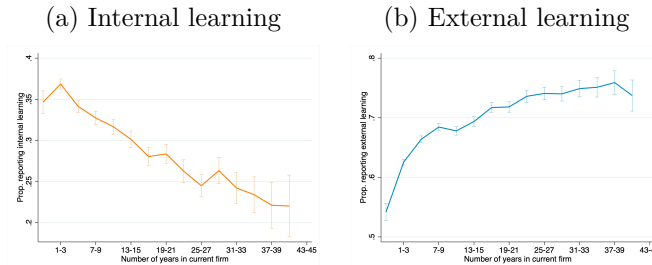 (a) Internal learning
Prop. reporting internal learning
.4
.35
.3
.25
.2
1-3 7-9 13-15 19-21 25-27 31-33 37-39 43-45
Number of years in current firm
(b) External learning
Prop. reporting external learning
.8
.7
.6
.5
1-3 7-9 13-15 19-21 25-27 31-33 37-39 43-
Number of years in current firm